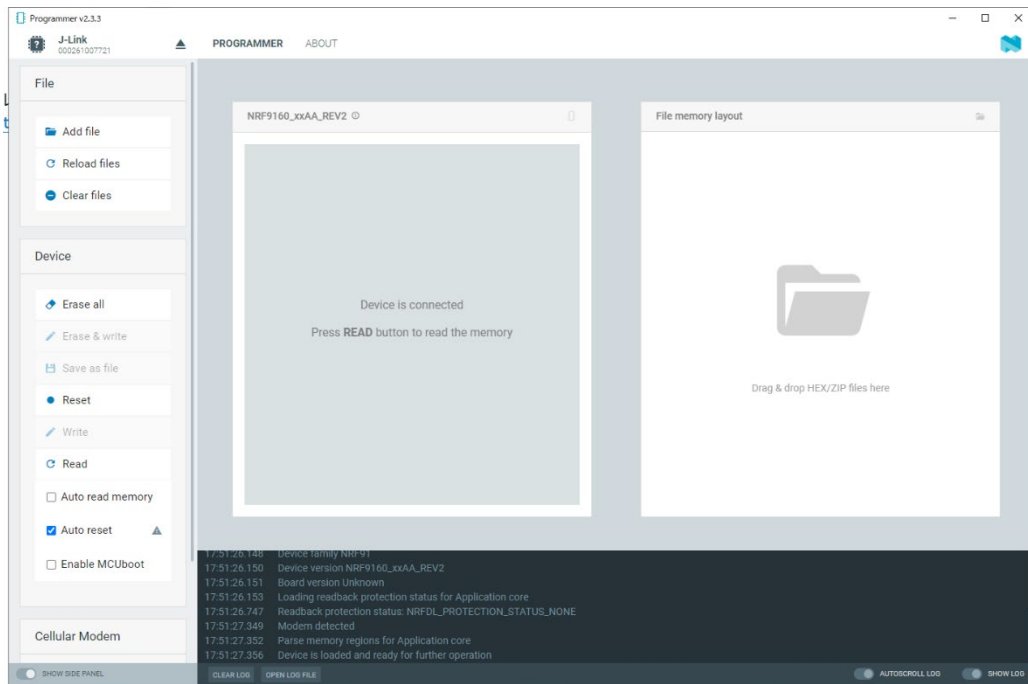 Programmer v2.3.3
J-Link
000261007721
PROGRAMMER ABOUT
File
Add file
Reload files
Clear files
Device
Erase all
Erase & write
Save as file
Reset
Write
Read
Auto read memory
Auto reset
Enable MCUboot
Cellular Modem
SHOW SIDE PANEL
NRF9160_xxAA_REV2
Device is connected
Press READ button to read the memory
File memory layout
Drag & drop HEX/ZIP files here
17:51:26.148 Device family NRF91
17:51:26.150 Device version NRF9160_xxAA_REV2
17:51:26.151 Board version Unknown
17:51:26.153 Loading readback protection status for Application core
17:51:26.747 Readback protection status: NRFDL_PROTECTION_STATUS_NONE
17:51:27.349 Modem detected
17:51:27.352 Parse memory regions for Application core
17:51:27.356 Device is loaded and ready for further operation
CLEAR LOG OPEN LOG FILE AUTOSCROLL LOG SHOW LOG